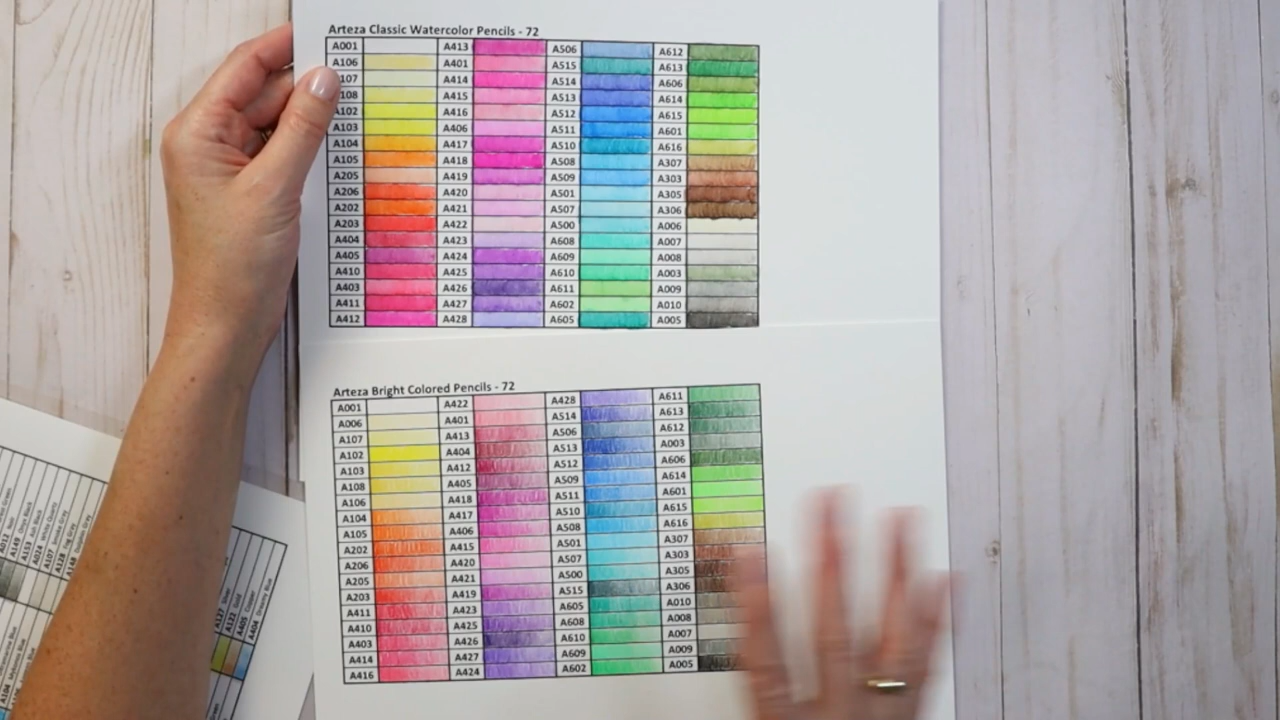 Arteza Classic Watercolor Pencils - 72
A001 A413 A506 A612
A106 A401 A515 A613
107 A414 A514 A606
108 A415 A513 A614
A102 A416 A512 A615
A103 A406 A511 A601
A104 A417 A510 A616
A105 A418 A508 A307
A205 A419 A509 A303
A206 A420 A501 A305
A202 A421 A507 A306
A203 A422 A500 A006
A404 A423 A608 A007
A405 A424 A609 A008
A410 A425 A610 A003
A403 A426 A611 A009
A411 A427 A602 A010
A412 A428 A605 A005
Arteza Bright Colored Pencils - 72
A001 A422 A428 A611
A006 A401 A514 A613
A107 A413 A506 A612
A102 A404 A513 A003
A103 A412 A512 A606
A108 A405 A509 A614
A106 A418 A511 A601
A104 A417 A510 A615
A105 A406 A508 A616
A202 A415 A501 A307
A206 A420 A507 A303
A205 A421 A500 A305
A203 A419 A515 A306
A411 A423 A605 A010
A410 A425 A608 A008
A403 A426 A610 A007
A414 A427 A609 A009
A416 A424 A602 A005